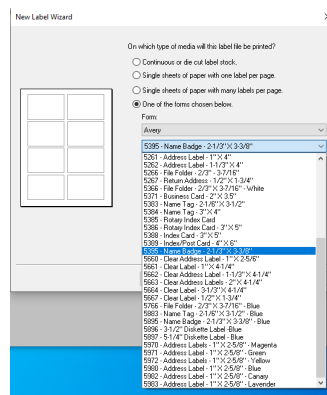 New Label Wizard
On which type of media will this label file be printed?
Continuous or die cut label stock.
Single sheets of paper with one label per page.
Single sheets of paper with many labels per page.
One of the forms chosen below.
Form:
Avery
5395 - Name Badge - 2-1/3" X 3-3/8"
5261 - Address Label - 1" X 4"
5262 - Address Label - 1-1/3" X 4"
5266 - File Folder - 2/3" - 3-7/16"
5267 - Return Address - 1/2" X 1-3/4"
5366 - File Folder - 2/3" X 3-7/16" - White
5371 - Business Card - 2" X 3.5"
5383 - Name Tag - 2-1/6" X 3-1/2"
5384 - Name Tag - 3" X 4"
5385 - Rotary Index Card
5386 - Rotary Index Card - 3" X 5"
5388 - Index Card - 3" X 5"
5389 - Index/Post Card - 4" X 6"
5395 - Name Badge - 2-1/3" X 3-3/8"
5660 - Clear Address Label - 1" X 2-5/6"
5661 - Clear Label - 1" X 4-1/4"
5662 - Clear Address Label - 1-1/3" X 4-1/4"
5663 - Clear Address Labels - 2" X 4-1/4"
5664 - Clear Label - 3-1/3" X 4-1/4"
5667 - Clear Label - 1/2" X 1-3/4"
5766 - File Folder - 2/3" X 3-7/16" - Blue
5883 - Name Tag - 2-1/6" X 3-1/2" - Blue
5895 - Name Badge - 2-1/3" X 3-3/8" - Blue
5896 - 3-1/2" Diskette Label -Blue
5897 - 5-1/4" Diskette Label - Blue
5970 - Address Labels - 1" X 2-5/8" - Magenta
5971 - Address Labels - 1" X 2-5/8" - Green
5972 - Address Labels - 1" X 2-5/8" - Yellow
5980 - Address Labels - 1" X 2-5/8" - Blue
5982 - Address Labels - 1" X 2-5/8" - Canary
5983 - Address Labels - 1" X 2-5/8" - Lavender